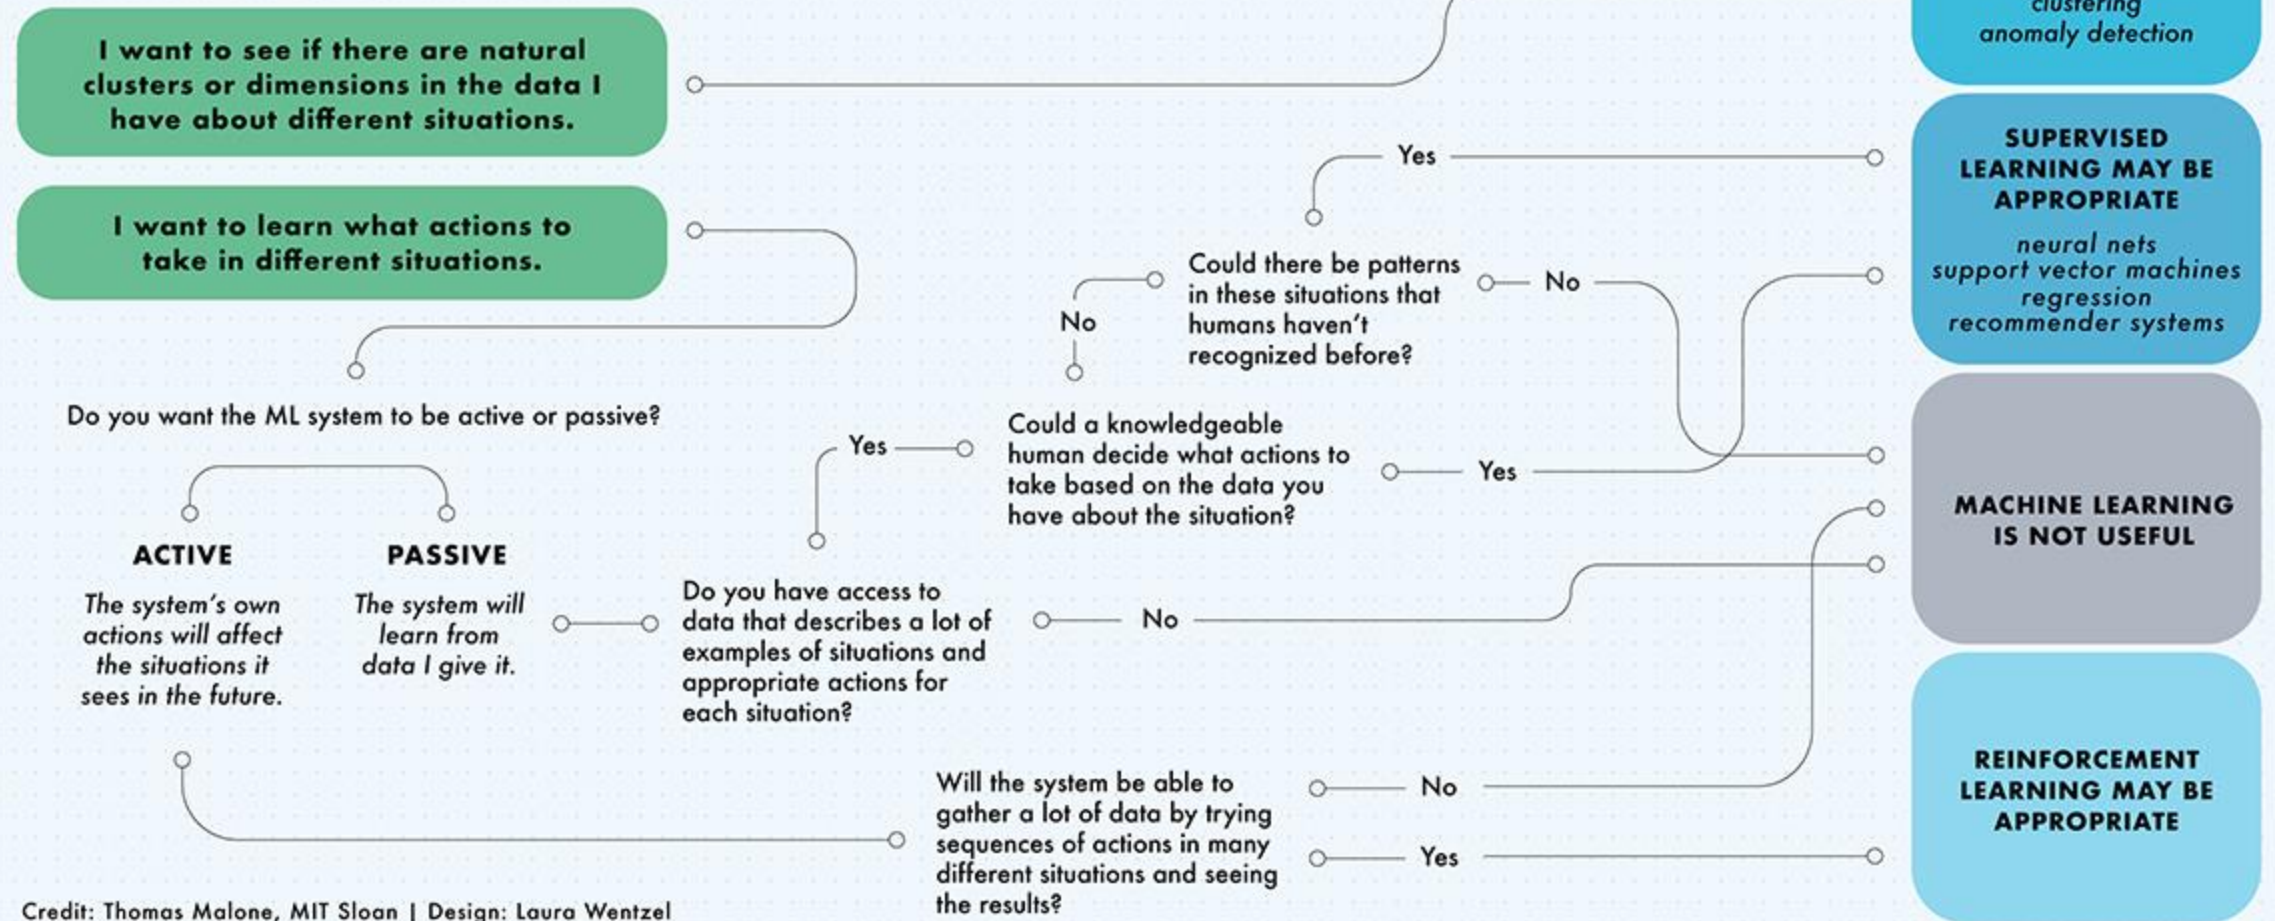 I want to see if there are natural
clusters or dimensions in the data I
have about different situations.
I want to learn what actions to
take in different situations.
Do you want the ML system to be active or passive?
ACTIVE
The system's own
actions will affect
the situations it
sees in the future.
PASSIVE
The system will
learn from
data I give it.
Do you have access to
data that describes a lot of
examples of situations and
appropriate actions for
each situation?
Yes
No
Could a knowledgeable
human decide what actions to
take based on the data you
have about the situation?
No
Yes
Could there be patterns
in these situations that
humans haven't
recognized before?
Yes
No
Will the system be able to
gather a lot of data by trying
sequences of actions in many
different situations and seeing
the results?
No
Yes
clustering
anomaly detection
SUPERVISED
LEARNING MAY BE
APPROPRIATE
neural nets
support vector machines
regression
recommender systems
MACHINE LEARNING
IS NOT USEFUL
REINFORCEMENT
LEARNING MAY BE
APPROPRIATE
Credit: Thomas Malone, MIT Sloan | Design: Laura Wentzel